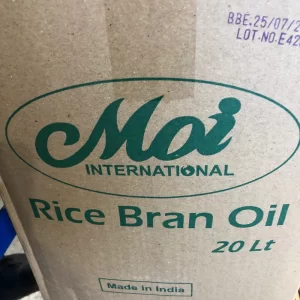 BBE.25/07/2
LOT-NO-E42
Moi
INTERNATIONAL
Rice Bran Oil
20 Lt
Made in India